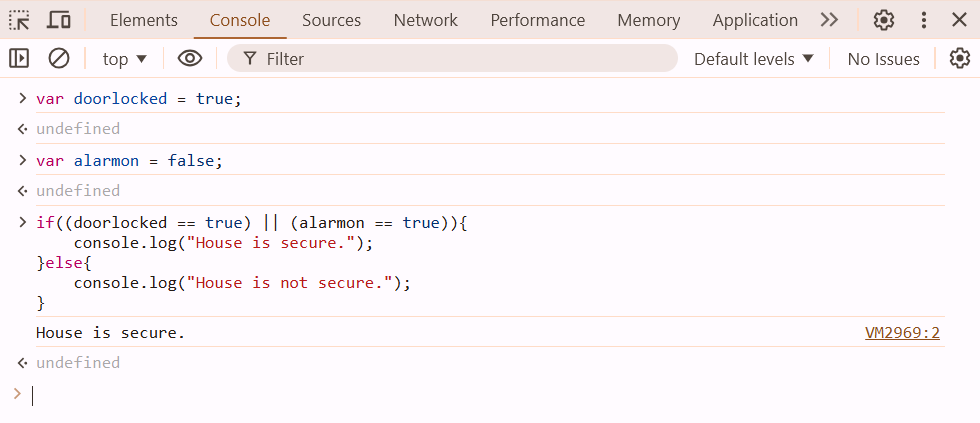 Elements Console Sources Network Performance Memory Application
top Filter Default levels No Issues
var doorlocked = true;
undefined
var alarmon = false;
undefined
if((doorlocked == true) || (alarmon == true)){
    console.log("House is secure.");
}else{
    console.log("House is not secure.");
}
House is secure. VM2969:2
undefined